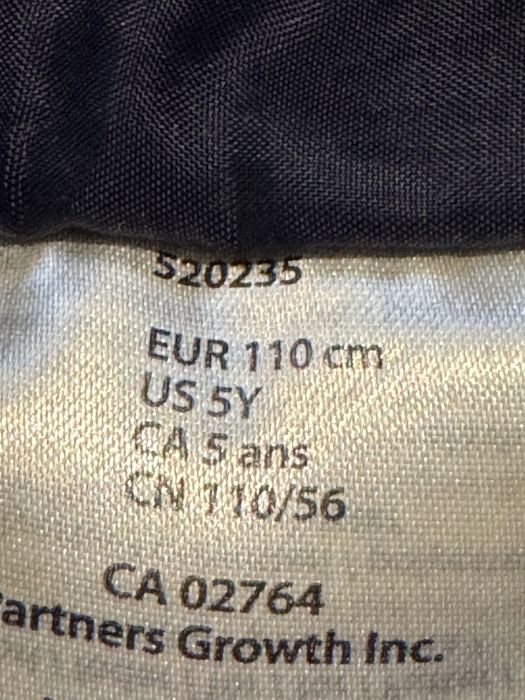 520235
EUR 110 cm
US 5Y
CA 5 ans
CN 110/56
CA 02764
artners Growth Inc.